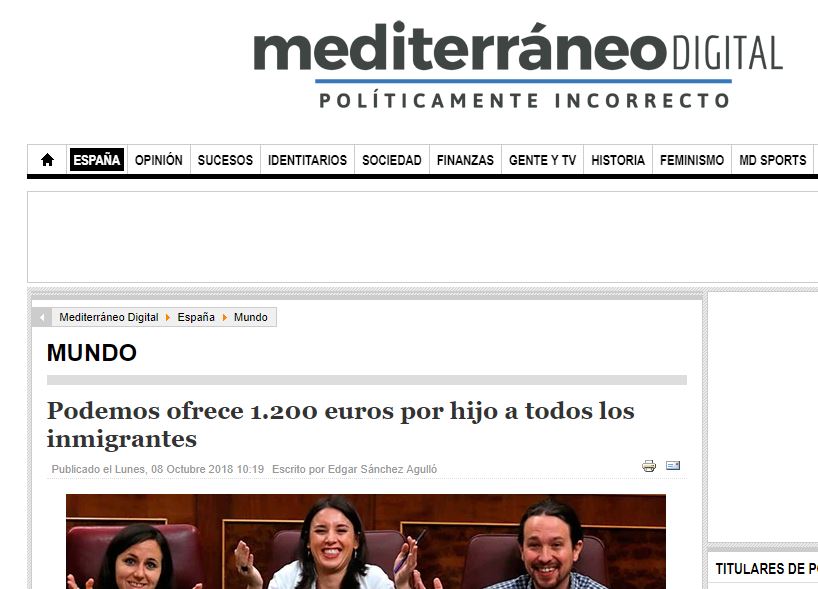 mediterráneo DIGITAL
POLÍTICAMENTE INCORRECTO
ESPAÑA OPINIÓN SUCESOS IDENTITARIOS SOCIEDAD FINANZAS GENTE Y TV HISTORIA FEMINISMO MD SPORTS
Mediterráneo Digital España Mundo
MUNDO
Podemos ofrece 1.200 euros por hijo a todos los
inmigrantes
Publicado el Lunes, 08 Octubre 2018 10:19 Escrito por Edgar Sánchez Agulló
TITULARES DE P